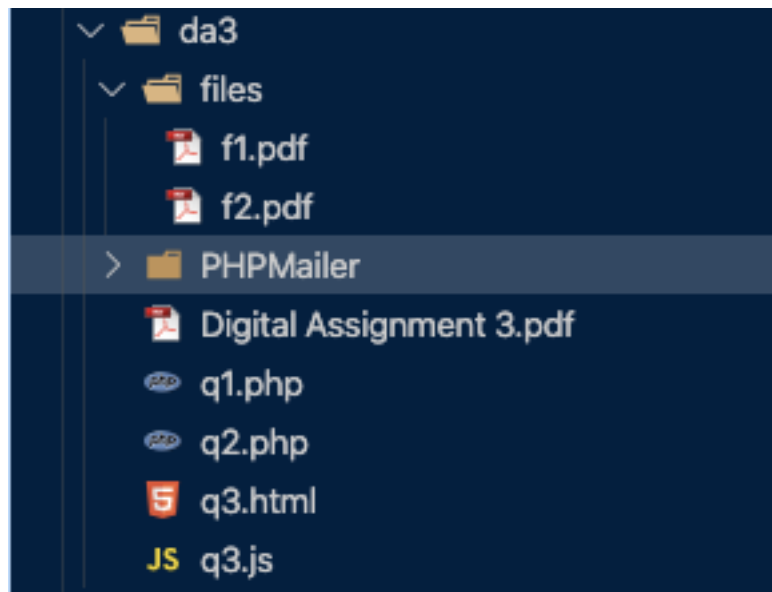 da3
files
f1.pdf
f2.pdf
PHPMailer
Digital Assignment 3.pdf
q1.php
q2.php
q3.html
JS q3.js